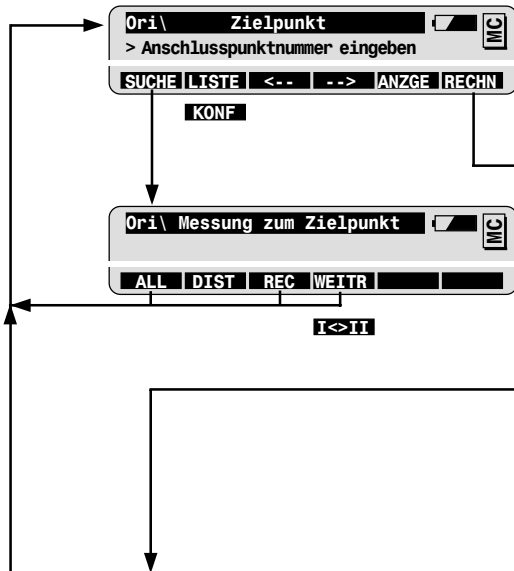 Ori\ Zielpunkt MC
> Anschlusspunktnummer eingeben
SUCHE LISTE <-- --> ANZGE RECHN
KONF
Ori\ Messung zum Zielpunkt MC
ALL DIST REC WEITR
I<>II